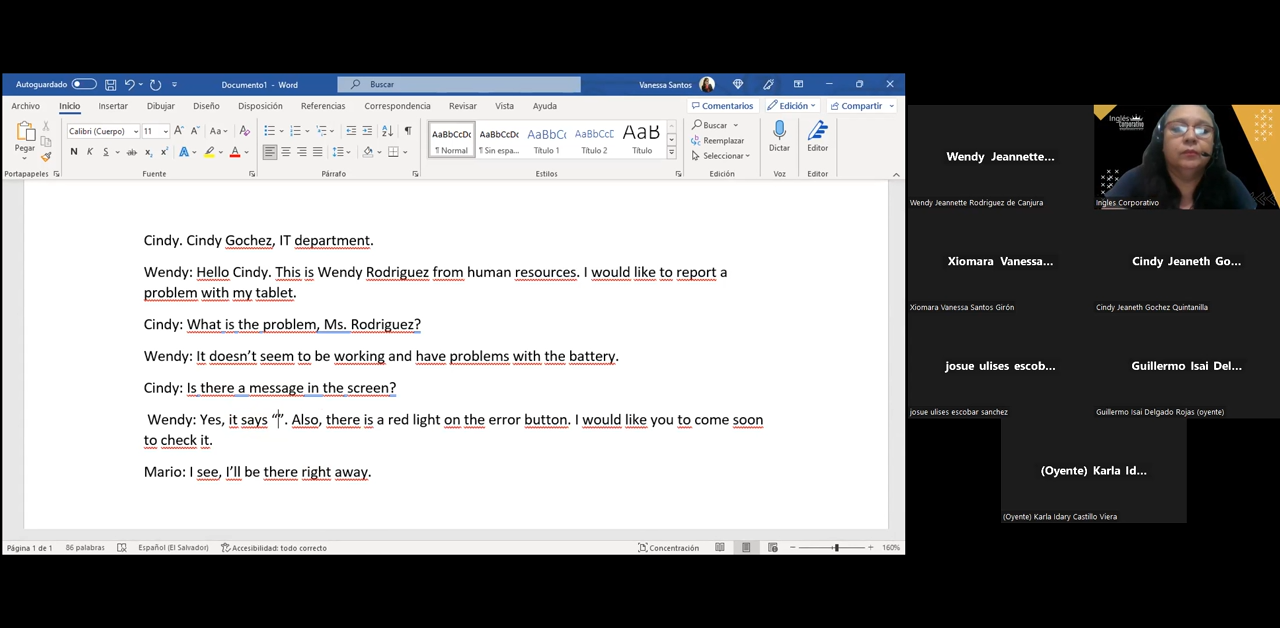 Autoguardado
Documento1 - Word
Buscar
Vanessa Santos
Archivo
Inicio
Insertar
Dibujar
Diseño
Disposición
Referencias
Correspondencia
Revisar
Vista
Ayuda
Comentarios
Edición
Compartir
Pegar
Calibri (Cuerpo)
11
N K S ab x₂ x²
AaBbCcDc
AaBbCcDc
AaBbCc
AaBbCcD
AaB
¶ Normal
¶ Sin espa...
Título 1
Título 2
Título
Buscar
Reemplazar
Seleccionar
Dictar
Editor
Portapapeles
Fuente
Párrafo
Estilos
Edición
Voz
Editor
Cindy. Cindy Gochez, IT department.
Wendy: Hello Cindy. This is Wendy Rodriguez from human resources. I would like to report a
problem with my tablet.
Cindy: What is the problem, Ms. Rodriguez?
Wendy: It doesn’t seem to be working and have problems with the battery.
Cindy: Is there a message in the screen?
Wendy: Yes, it says “”. Also, there is a red light on the error button. I would like you to come soon
to check it.
Mario: I see, I’ll be there right away.
Página 1 de 1
86 palabras
Español (El Salvador)
Accesibilidad: todo correcto
Concentración
160%
Wendy Jeannette...
Wendy Jeannette Rodriguez de Canjura
Inglés
Corporativo
Ingles Corporativo
Xiomara Vanessa...
Xiomara Vanessa Santos Girón
Cindy Jeaneth Go...
Cindy Jeaneth Gochez Quintanilla
josue ulises escob...
josue ulises escobar sanchez
Guillermo Isai Del...
Guillermo Isai Delgado Rojas (oyente)
(Oyente) Karla Id...
(Oyente) Karla Idary Castillo Viera